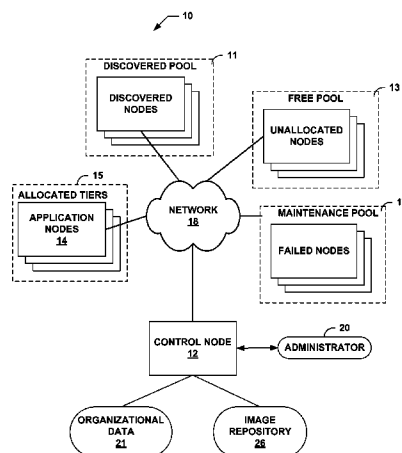 10
11
DISCOVERED POOL
DISCOVERED
NODES
13
FREE POOL
UNALLOCATED
NODES
15
ALLOCATED TIERS
APPLICATION
NODES
14
NETWORK
18
1
MAINTENANCE POOL
FAILED NODES
CONTROL NODE
12
20
ADMINISTRATOR
ORGANIZATIONAL
DATA
21
IMAGE
REPOSITORY
26